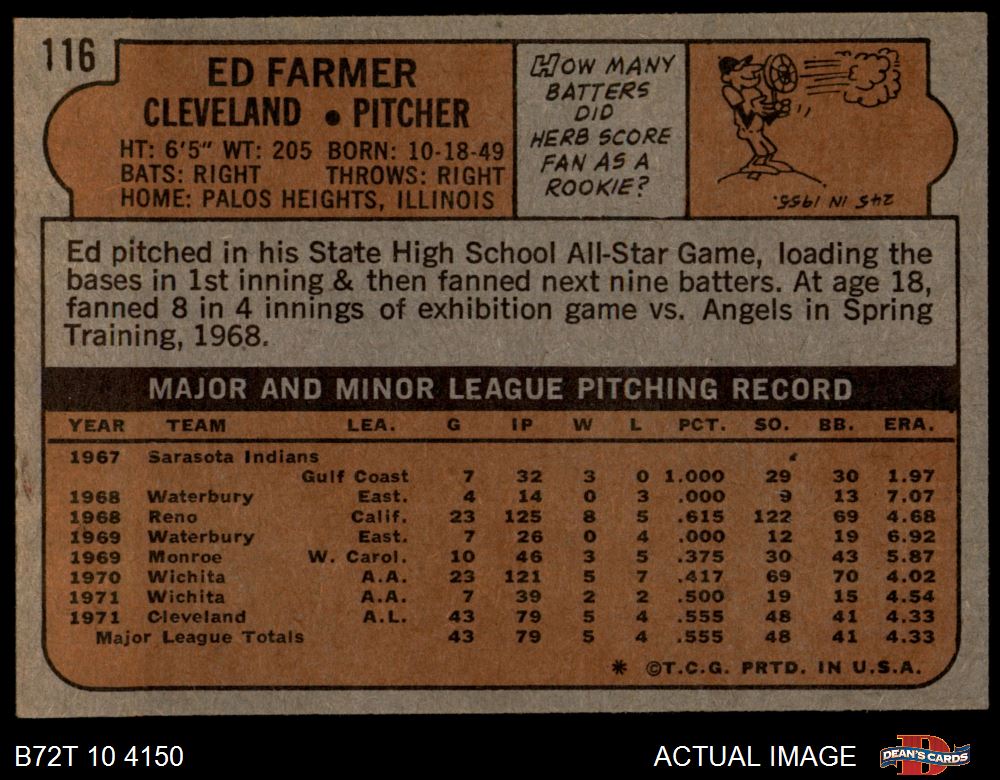 116
ED FARMER
CLEVELAND • PITCHER
HT: 6'5" WT: 205 BORN: 10-18-49
BATS: RIGHT THROWS: RIGHT
HOME: PALOS HEIGHTS, ILLINOIS
HOW MANY
BATTERS
DID
HERB SCORE
FAN AS A
ROOKIE?
245 IN 1955.
Ed pitched in his State High School All-Star Game, loading the
bases in 1st inning & then fanned next nine batters. At age 18,
fanned 8 in 4 innings of exhibition game vs. Angels in Spring
Training, 1968.
MAJOR AND MINOR LEAGUE PITCHING RECORD
YEAR TEAM LEA. G IP W L PCT. SO. BB. ERA.
1967 Sarasota Indians
Gulf Coast 7 32 3 0 1.000 29 30 1.97
1968 Waterbury East. 4 14 0 3 .000 9 13 7.07
1968 Reno Calif. 23 125 8 5 .615 122 69 4.68
1969 Waterbury East. 7 26 0 4 .000 12 19 6.92
1969 Monroe W. Carol. 10 46 3 5 .375 30 43 5.87
1970 Wichita A.A. 23 121 5 7 .417 69 70 4.02
1971 Wichita A.A. 7 39 2 2 .500 19 15 4.54
1971 Cleveland A.L. 43 79 5 4 .555 48 41 4.33
Major League Totals 43 79 5 4 .555 48 41 4.33
* ©T.C.G. PRTD. IN U.S.A.
B72T 10 4150
ACTUAL IMAGE
DEAN'S CARDS